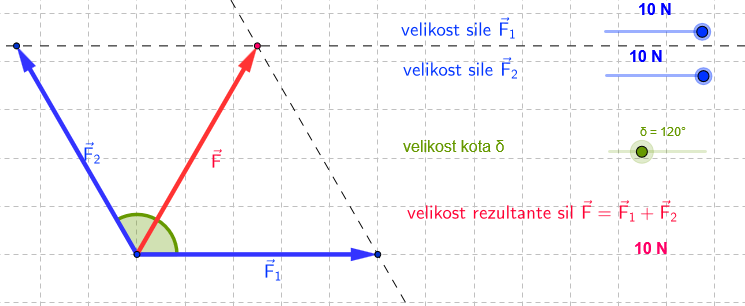 10 N
velikost sile F⃗₁
10 N
velikost sile F⃗₂
δ = 120°
velikost kota δ
F⃗₂
F⃗
velikost rezultante sil F⃗ = F⃗₁ + F⃗₂
10 N
F⃗₁